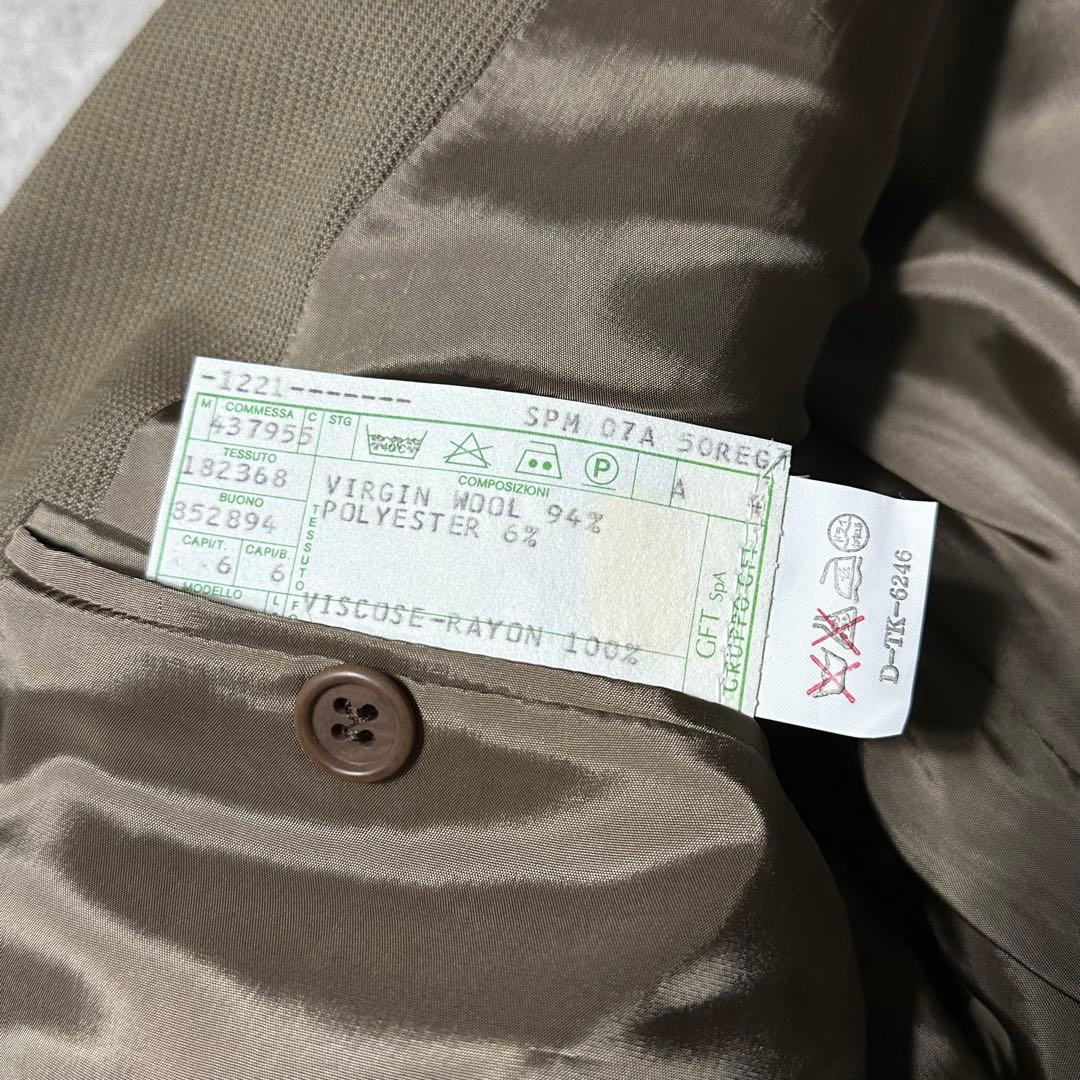 -1221-------
SPM 07A 50REG
M COMMESSA C STG
437955
TESSUTO
182368
BUONO
352894
CAPI/T. CAPI/B.
6 6
MODELLO L
A
P
COMPOSIZIONI
TESSUTO
VIRGIN WOOL 94%
POLYESTER 6%
VISCOSE-RAYON 100%
GFT SpA
GRUPPO GFT
D-TK-6246